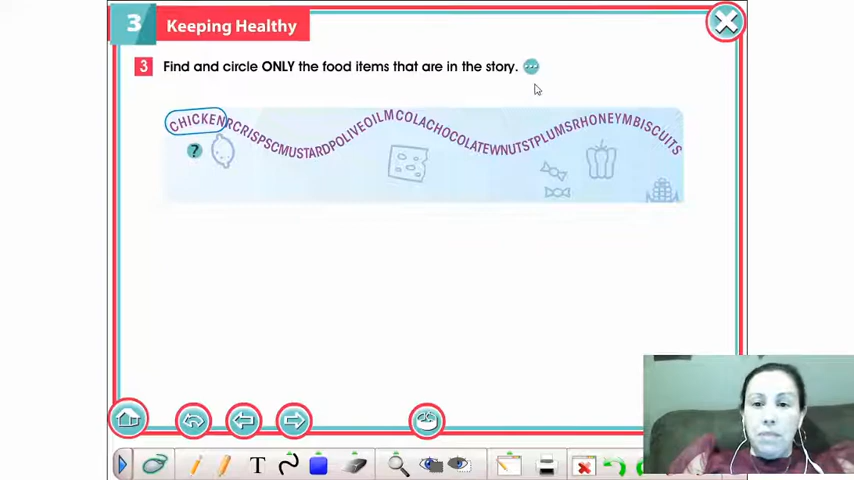 3 Keeping Healthy
3 Find and circle ONLY the food items that are in the story.
CHICKENRCRISPSCMUSTARDPOLIVEOILMCOLACHOCOLATEWNUTSTPLUMSRHONEYMBISCUITS
?
T